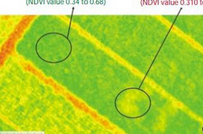 (NDVI value 0.34 to 0.68)
(NDVI value 0.310 t